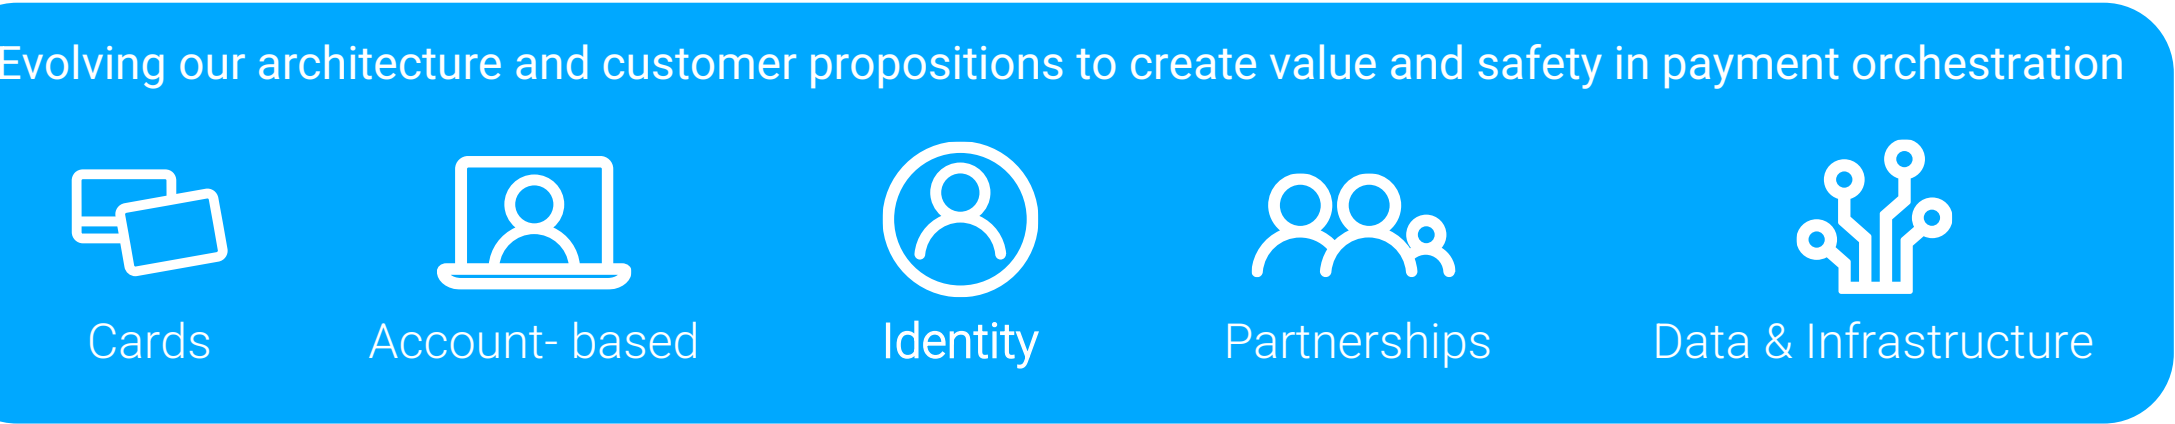 Evolving our architecture and customer propositions to create value and safety in payment orchestration
Cards
Account- based
Identity
Partnerships
Data & Infrastructure